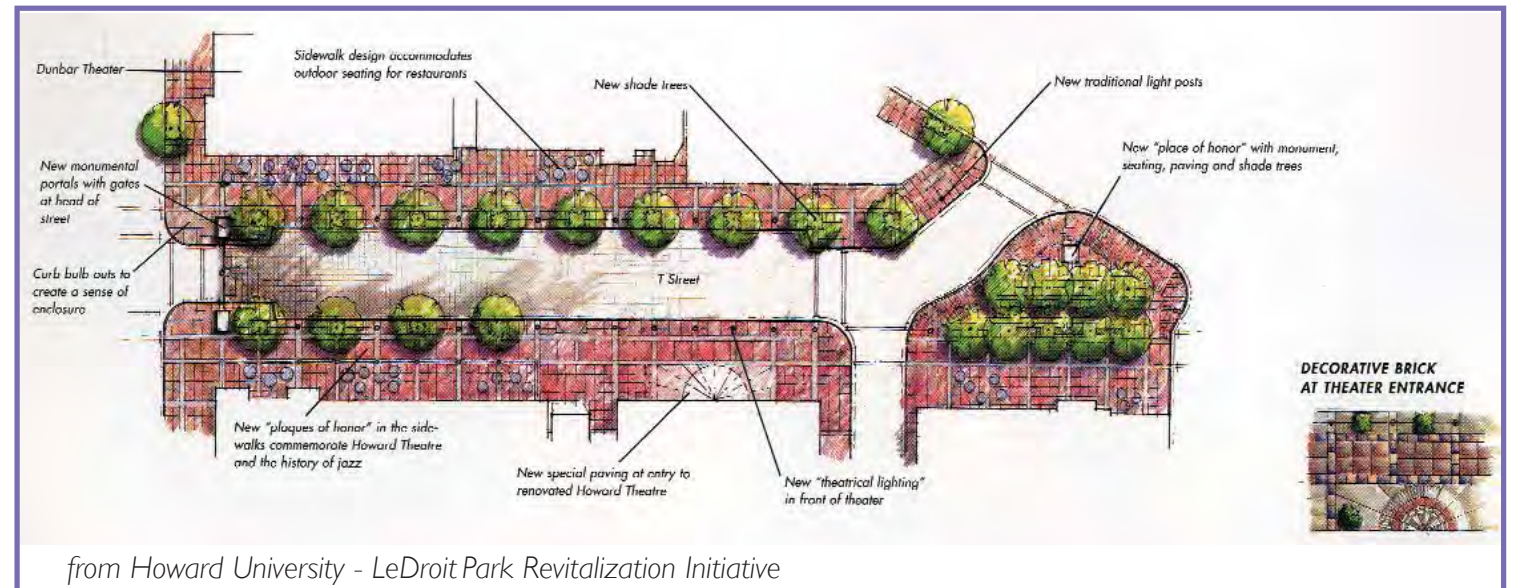 Dunbar Theater
Sidewalk design accommodates
outdoor seating for restaurants
New shade trees
New traditional light posts
New "place of honor" with monument,
seating, paving and shade trees
New monumental
portals with gates
at head of
street
Curb bulb outs to
create a sense of
enclosure
T Street
New "plaques of honor" in the side-
walks commemorate Howard Theatre
and the history of jazz
New special paving at entry to
renovated Howard Theatre
New "theatrical lighting"
in front of theater
DECORATIVE BRICK
AT THEATER ENTRANCE
from Howard University - LeDroit Park Revitalization Initiative